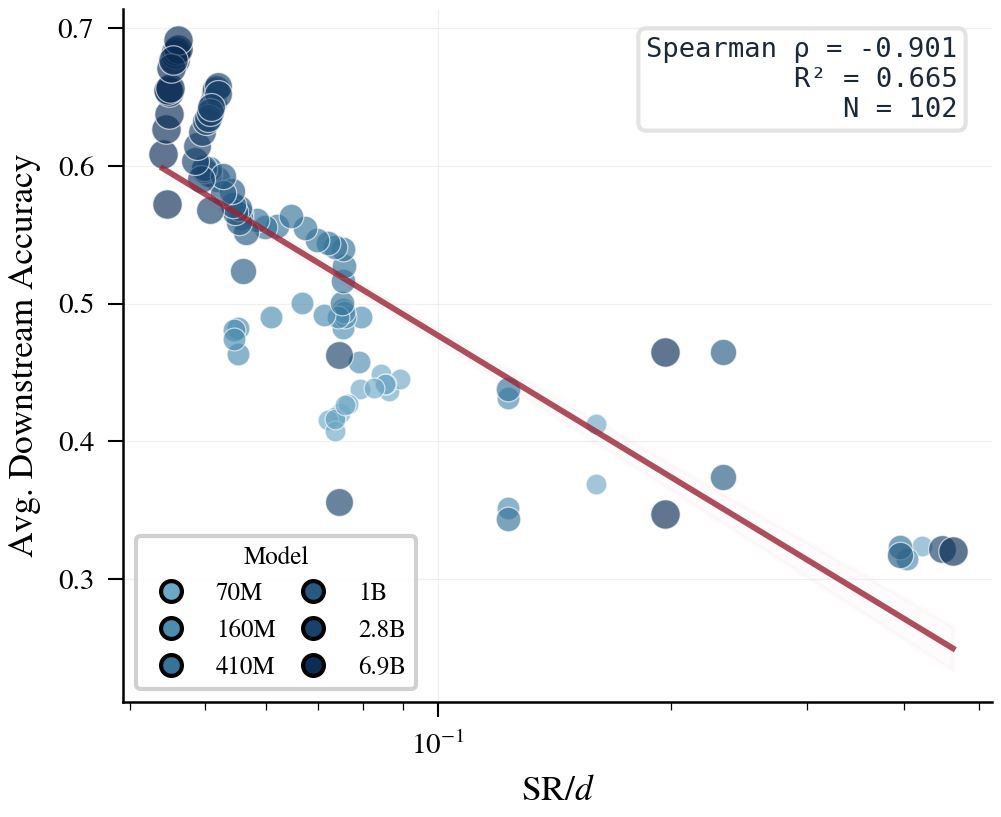 Spearman ρ = -0.901
R² = 0.665
N = 102
Avg. Downstream Accuracy
0.7
0.6
0.5
0.4
0.3
Model
70M
160M
410M
1B
2.8B
6.9B
10⁻¹
SR/d